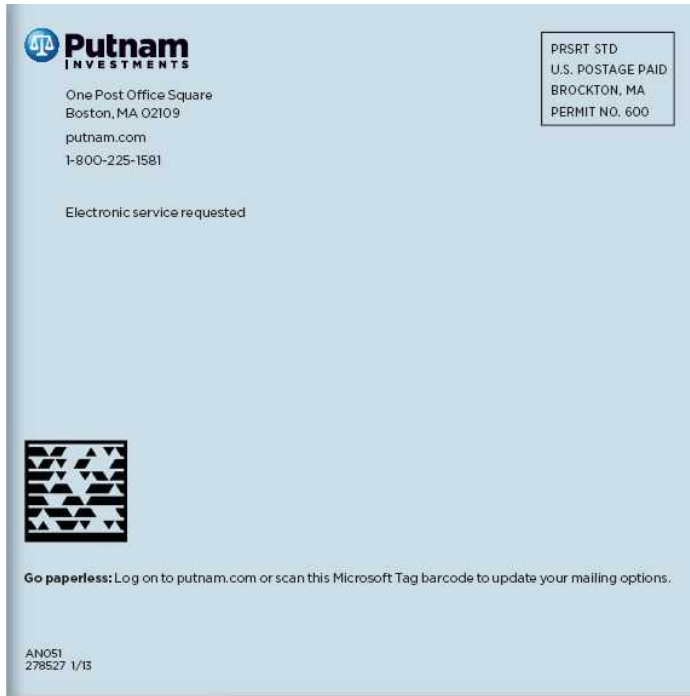 Putnam
INVESTMENTS
One Post Office Square
Boston, MA 02109
putnam.com
1-800-225-1581
Electronic service requested
PRSRT STD
U.S. POSTAGE PAID
BROCKTON, MA
PERMIT NO. 600
Go paperless: Log on to putnam.com or scan this Microsoft Tag barcode to update your mailing options.
AN051
278527 1/13